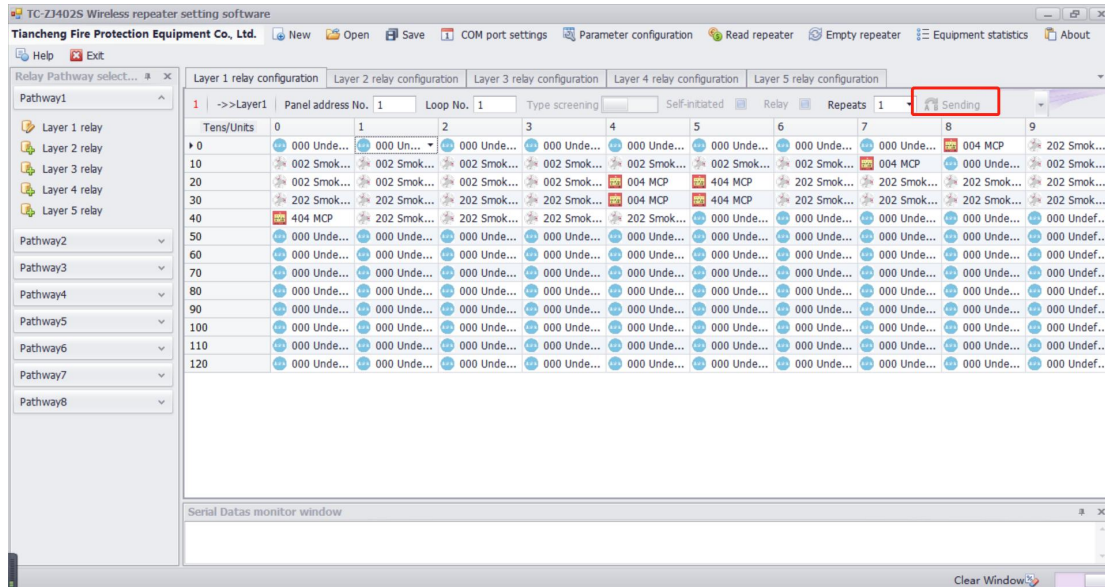 TC-ZJ402S Wireless repeater setting software
Tiancheng Fire Protection Equipment Co., Ltd. New Open Save COM port settings Parameter configuration Read repeater Empty repeater Equipment statistics About
Help Exit
Relay Pathway select...
Pathway1
Layer 1 relay
Layer 2 relay
Layer 3 relay
Layer 4 relay
Layer 5 relay
Pathway2
Pathway3
Pathway4
Pathway5
Pathway6
Pathway7
Pathway8
Layer 1 relay configuration Layer 2 relay configuration Layer 3 relay configuration Layer 4 relay configuration Layer 5 relay configuration
1 ->>Layer1 Panel address No. 1 Loop No. 1 Type screening Self-initiated Relay Repeats 1 Sending
Tens/Units 0 1 2 3 4 5 6 7 8 9
0 000 Unde... 000 Un... 000 Unde... 000 Unde... 000 Unde... 000 Unde... 000 Unde... 000 Unde... 004 MCP 202 Smok...
10 002 Smok... 002 Smok... 002 Smok... 002 Smok... 002 Smok... 002 Smok... 002 Smok... 004 MCP 000 Unde... 002 Smok...
20 002 Smok... 002 Smok... 002 Smok... 002 Smok... 004 MCP 404 MCP 202 Smok... 202 Smok... 202 Smok... 202 Smok...
30 202 Smok... 202 Smok... 202 Smok... 202 Smok... 004 MCP 404 MCP 202 Smok... 202 Smok... 202 Smok... 202 Smok...
40 404 MCP 202 Smok... 202 Smok... 202 Smok... 202 Smok... 000 Unde... 000 Unde... 000 Unde... 000 Unde... 000 Undef..
50 000 Unde... 000 Unde... 000 Unde... 000 Unde... 000 Unde... 000 Unde... 000 Unde... 000 Unde... 000 Unde... 000 Undef..
60 000 Unde... 000 Unde... 000 Unde... 000 Unde... 000 Unde... 000 Unde... 000 Unde... 000 Unde... 000 Unde... 000 Undef..
70 000 Unde... 000 Unde... 000 Unde... 000 Unde... 000 Unde... 000 Unde... 000 Unde... 000 Unde... 000 Unde... 000 Undef..
80 000 Unde... 000 Unde... 000 Unde... 000 Unde... 000 Unde... 000 Unde... 000 Unde... 000 Unde... 000 Unde... 000 Undef..
90 000 Unde... 000 Unde... 000 Unde... 000 Unde... 000 Unde... 000 Unde... 000 Unde... 000 Unde... 000 Unde... 000 Undef..
100 000 Unde... 000 Unde... 000 Unde... 000 Unde... 000 Unde... 000 Unde... 000 Unde... 000 Unde... 000 Unde... 000 Undef..
110 000 Unde... 000 Unde... 000 Unde... 000 Unde... 000 Unde... 000 Unde... 000 Unde... 000 Unde... 000 Unde... 000 Undef..
120 000 Unde... 000 Unde... 000 Unde... 000 Unde... 000 Unde... 000 Unde... 000 Unde... 000 Unde... 000 Unde... 000 Undef..
Serial Datas monitor window
Clear Window